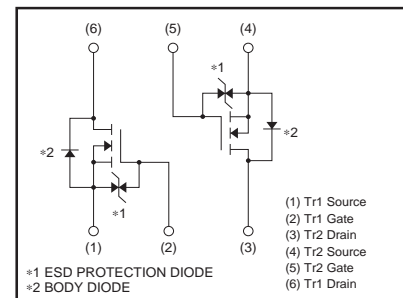 (6) (5) (4)
∗1
∗2
∗2
∗1
(1) (2) (3)
(1) Tr1 Source
(2) Tr1 Gate
(3) Tr2 Drain
(4) Tr2 Source
(5) Tr2 Gate
(6) Tr1 Drain
∗1 ESD PROTECTION DIODE
∗2 BODY DIODE